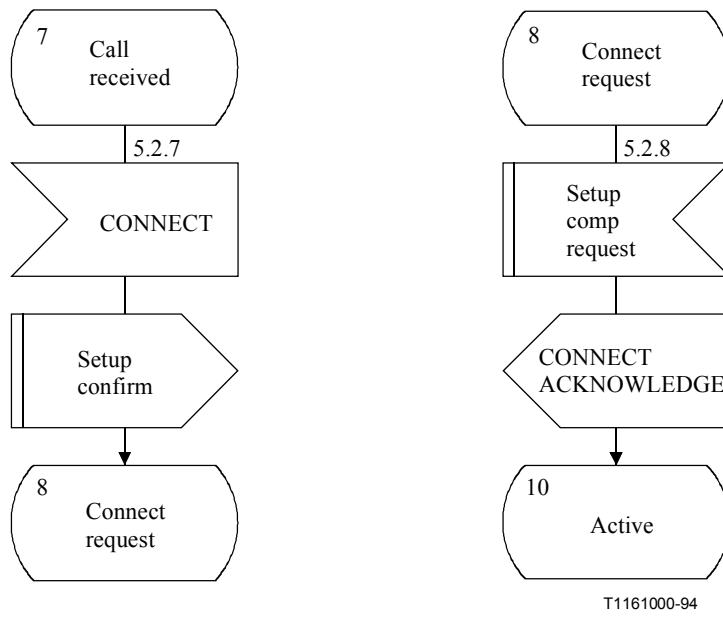 7
Call
received
5.2.7
CONNECT
Setup
confirm
8
Connect
request
8
Connect
request
5.2.8
Setup
comp
request
CONNECT
ACKNOWLEDGE
10
Active
T1161000-94